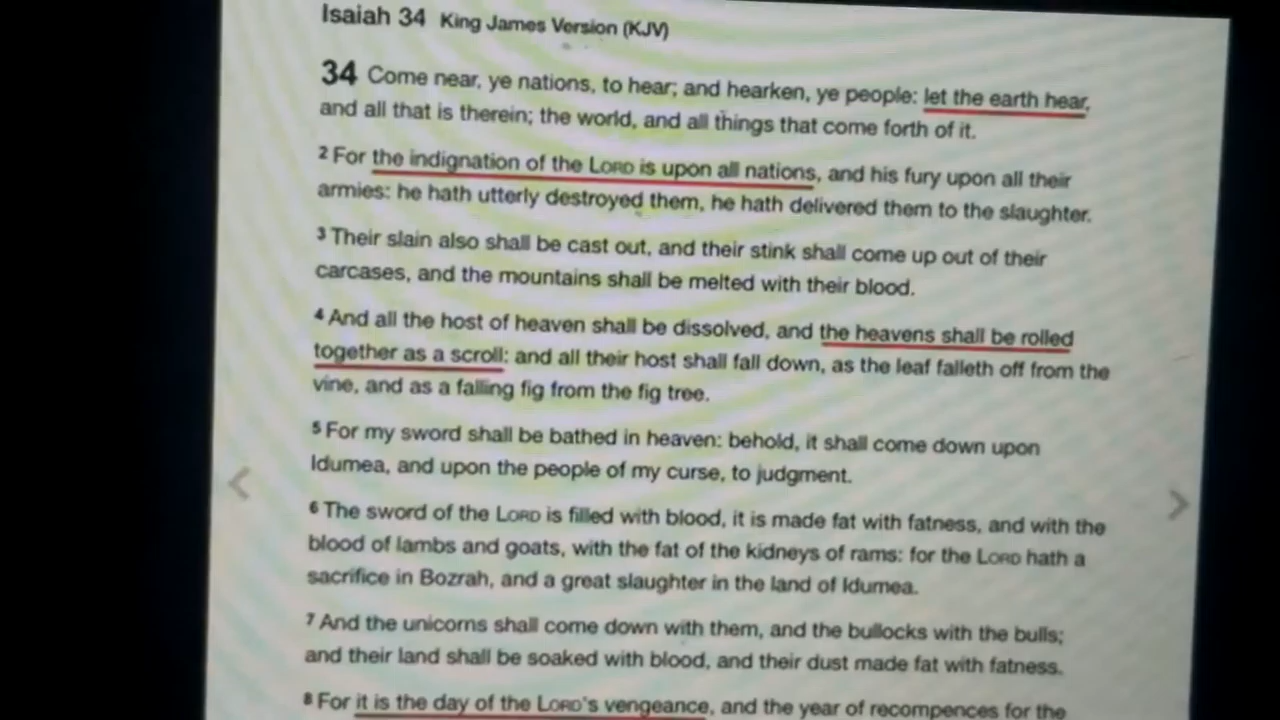 Isaiah 34 King James Version (KJV)
34 Come near, ye nations, to hear; and hearken, ye people: let the earth hear,
and all that is therein; the world, and all things that come forth of it.
2 For the indignation of the LORD is upon all nations, and his fury upon all their
armies: he hath utterly destroyed them, he hath delivered them to the slaughter.
3 Their slain also shall be cast out, and their stink shall come up out of their
carcases, and the mountains shall be melted with their blood.
4 And all the host of heaven shall be dissolved, and the heavens shall be rolled
together as a scroll: and all their host shall fall down, as the leaf falleth off from the
vine, and as a falling fig from the fig tree.
5 For my sword shall be bathed in heaven: behold, it shall come down upon
Idumea, and upon the people of my curse, to judgment.
6 The sword of the LORD is filled with blood, it is made fat with fatness, and with the
blood of lambs and goats, with the fat of the kidneys of rams: for the LORD hath a
sacrifice in Bozrah, and a great slaughter in the land of Idumea.
7 And the unicorns shall come down with them, and the bullocks with the bulls;
and their land shall be soaked with blood, and their dust made fat with fatness.
8 For it is the day of the LORD's vengeance, and the year of recompences for the